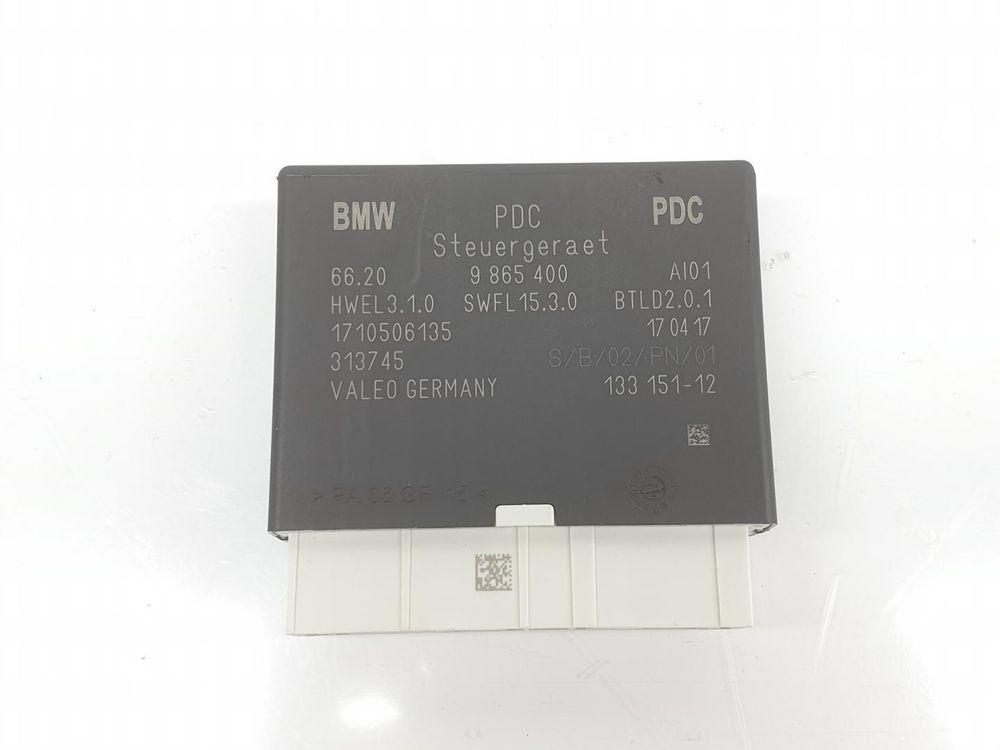 BMW PDC PDC
Steuergeraet
66.20 9 865 400 AI01
HWEL3.1.0 SWFL15.3.0 BTLD2.0.1
1710506135 17 04 17
313745 S/B/02/PN/01
VALEO GERMANY 133 151-12